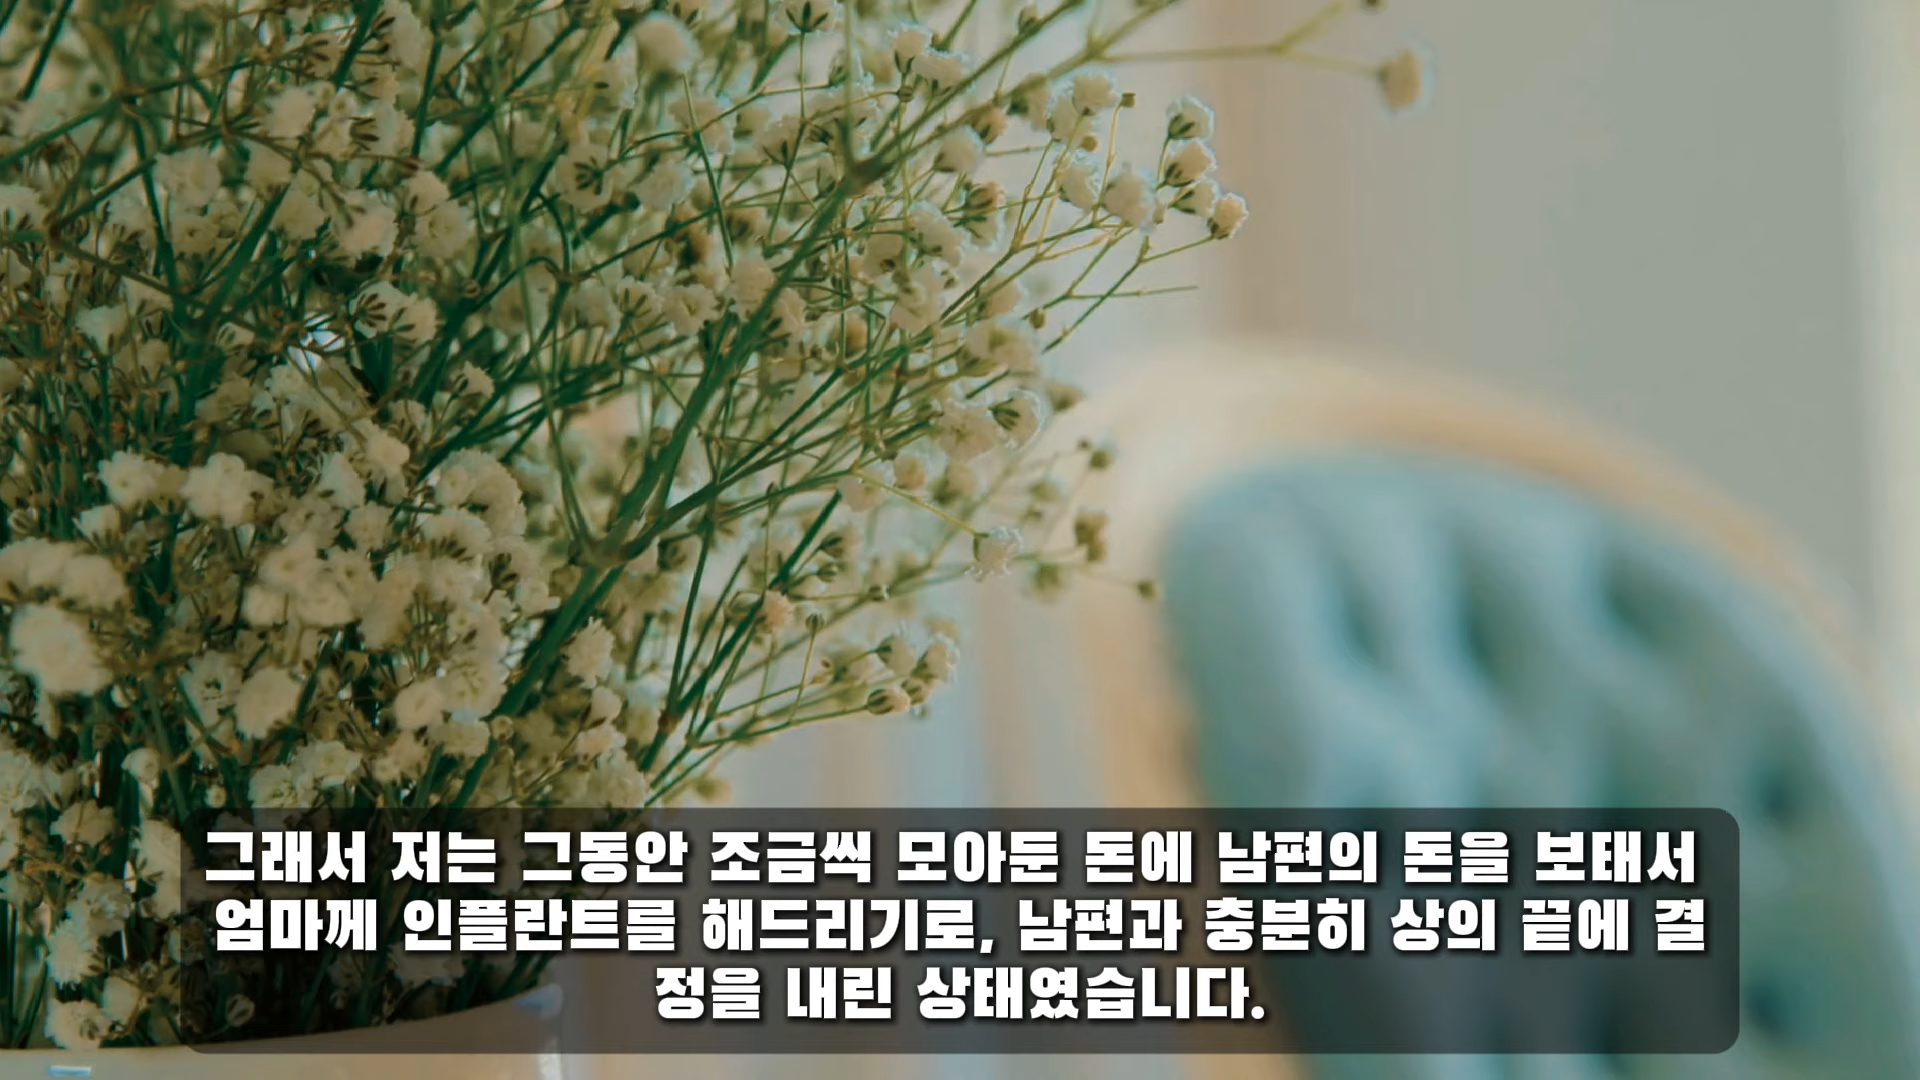 그래서 저는 그동안 조금씩 모아둔 돈에 남편의 돈을 보태서
엄마께 인플란트를 해드리기로, 남편과 충분히 상의 끝에 결
정을 내린 상태였습니다.